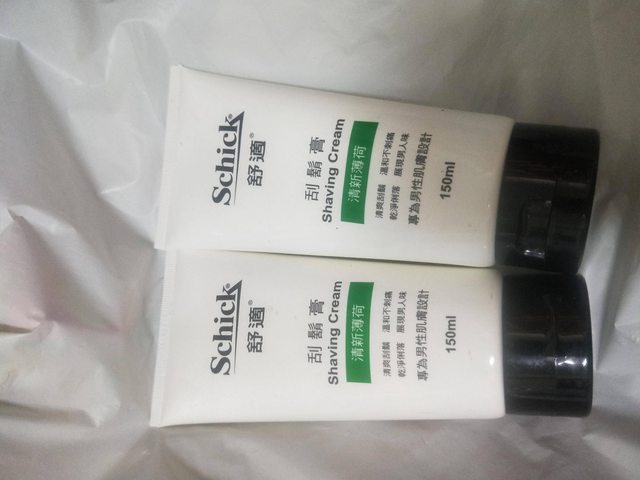 Schick
舒適®
刮鬍膏
Shaving Cream
清新薄荷
清爽刮鬍 溫和不刺痛
乾淨俐落 展現男人味
專為男性肌膚設計
150ml
Schick
舒適®
刮鬍膏
Shaving Cream
清新薄荷
清爽刮鬍 溫和不刺痛
乾淨俐落 展現男人味
專為男性肌膚設計
150ml